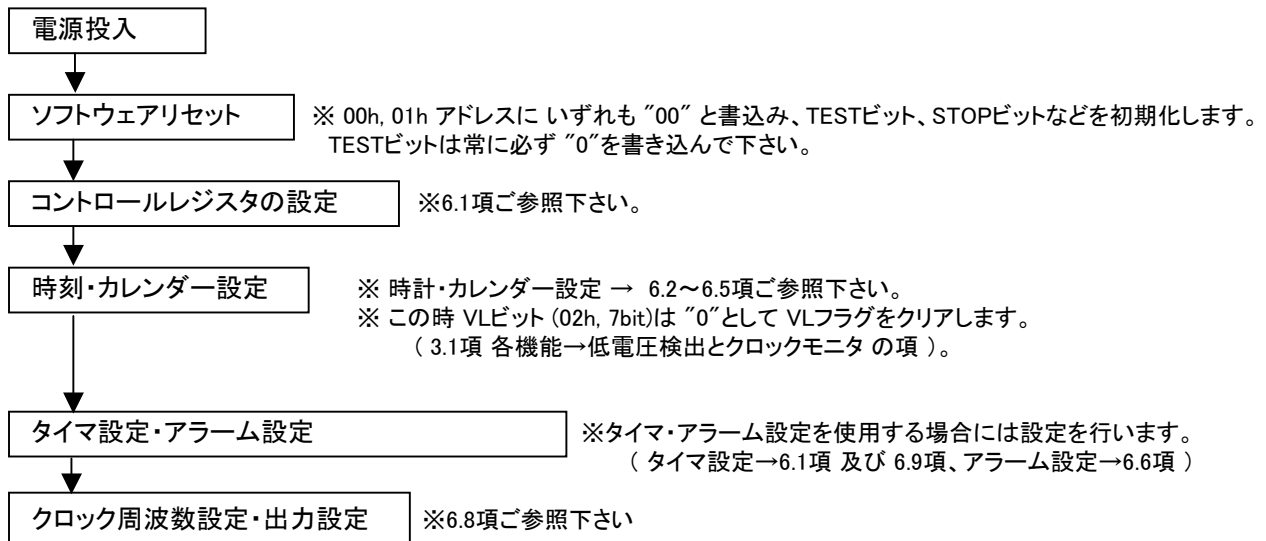 電源投入
ソフトウェアリセット ※ 00h, 01h アドレスに いずれも "00" と書込み、TESTビット、STOPビットなどを初期化します。
TESTビットは常に必ず "0"を書き込んで下さい。
コントロールレジスタの設定 ※6.1項ご参照下さい。
時刻・カレンダー設定 ※ 時計・カレンダー設定 → 6.2～6.5項ご参照下さい。
※ この時 VLビット (02h, 7bit)は "0"として VLフラグをクリアします。
( 3.1項 各機能→低電圧検出とクロックモニタ の項 )。
タイマ設定・アラーム設定 ※タイマ・アラーム設定を使用する場合には設定を行います。
( タイマ設定→6.1項 及び 6.9項、アラーム設定→6.6項 )
クロック周波数設定・出力設定 ※6.8項ご参照下さい